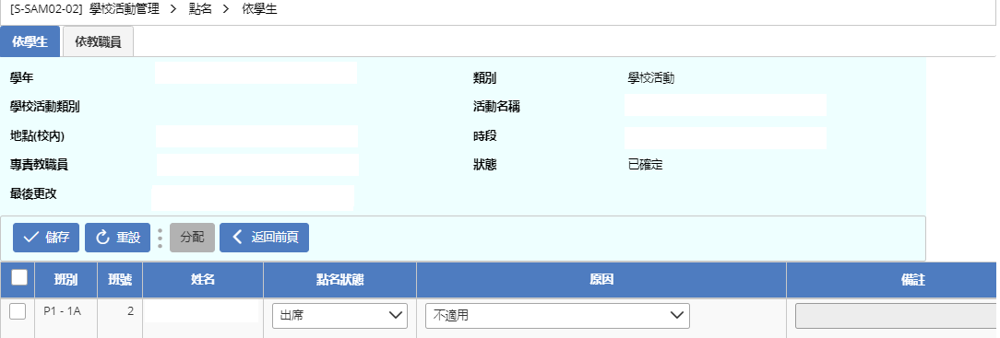 [S-SAM02-02] 學校活動管理 > 點名 > 依學生
依學生 依教職員
學年 類別 學校活動
學校活動類別 活動名稱
地點(校內) 時段
專責教職員 狀態 已確定
最後更改
儲存 重設 分配 返回前頁
班別 班號 姓名 點名狀態 原因 備註
P1 - 1A 2 出席 不適用